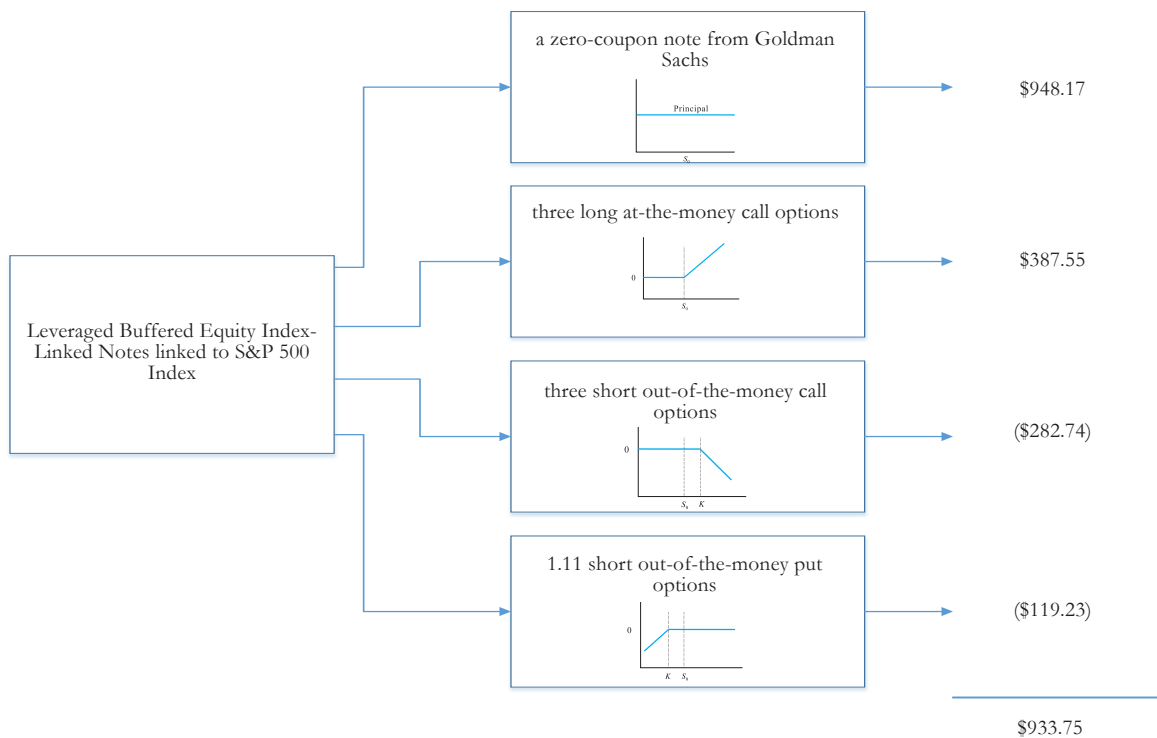 a zero-coupon note from Goldman
Sachs
Principal
S₀
$948.17
three long at-the-money call options
0
S₀
$387.55
Leveraged Buffered Equity Index-
Linked Notes linked to S&P 500
Index
three short out-of-the-money call
options
0
S₀ K
($282.74)
1.11 short out-of-the-money put
options
0
K S₀
($119.23)
$933.75